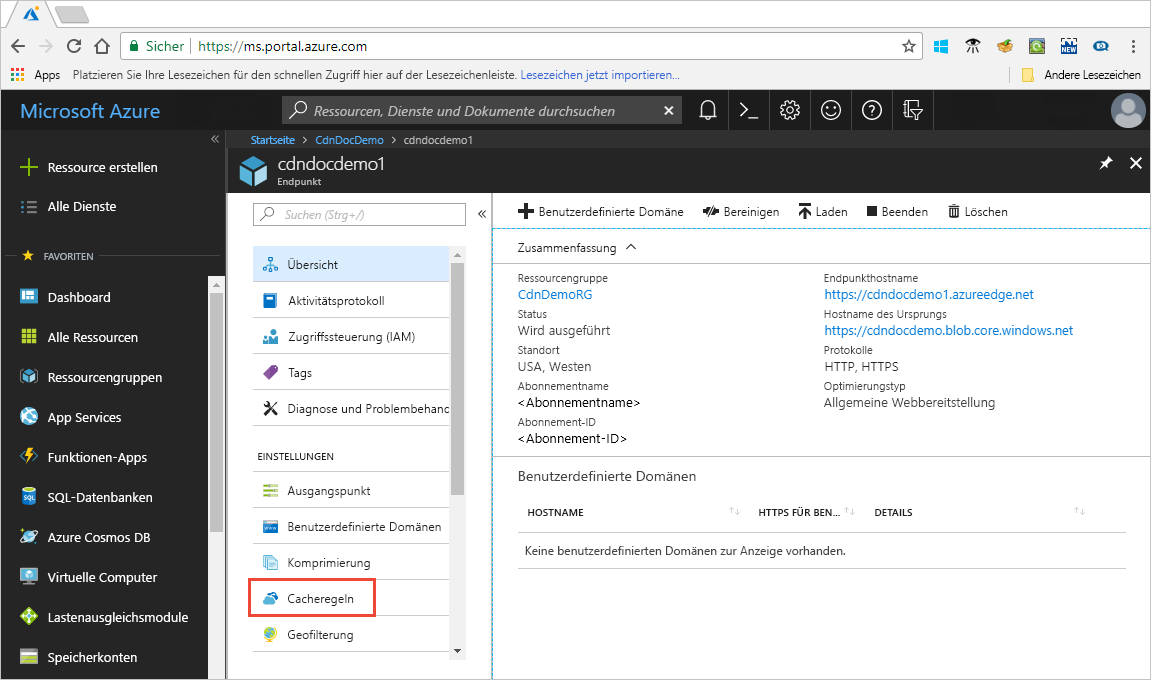 Sicher
https://ms.portal.azure.com
NEW
Apps
Platzieren Sie Ihre Lesezeichen für den schnellen Zugriff hier auf der Lesezeichenleiste. Lesezeichen jetzt importieren...
Andere Lesezeichen
Microsoft Azure
Ressourcen, Dienste und Dokumente durchsuchen
Ressource erstellen
Alle Dienste
FAVORITEN
Dashboard
Alle Ressourcen
Ressourcengruppen
App Services
Funktionen-Apps
SQL
SQL-Datenbanken
Azure Cosmos DB
Virtuelle Computer
Lastenausgleichsmodule
Speicherkonten
Startseite > CdnDocDemo > cdndocdemo1
cdndocdemo1
Endpunkt
Suchen (Strg+/)
Übersicht
Aktivitätsprotokoll
Zugriffssteuerung (IAM)
Tags
Diagnose und Problembehanc
EINSTELLUNGEN
Ausgangspunkt
Benutzerdefinierte Domänen
Komprimierung
Cacheregeln
Geofilterung
Benutzerdefinierte Domäne
Bereinigen
Laden
Beenden
Löschen
Zusammenfassung
Ressourcengruppe
CdnDemoRG
Status
Wird ausgeführt
Standort
USA, Westen
Abonnementname
<Abonnementname>
Abonnement-ID
<Abonnement-ID>
Endpunkthostname
https://cdndocdemo1.azureedge.net
Hostname des Ursprungs
https://cdndocdemo.blob.core.windows.net
Protokolle
HTTP, HTTPS
Optimierungstyp
Allgemeine Webbereitstellung
Benutzerdefinierte Domänen
HOSTNAME
HTTPS FÜR BEN...
DETAILS
Keine benutzerdefinierten Domänen zur Anzeige vorhanden.